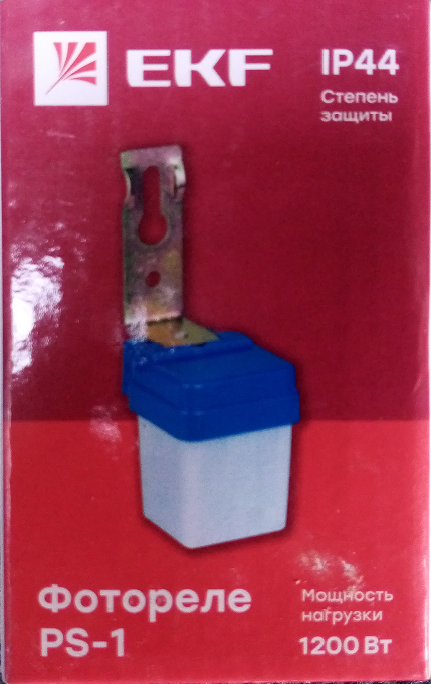 EKF
IP44
Степень
защиты
Фотореле
PS-1
Мощность
нагрузки
1200 Вт